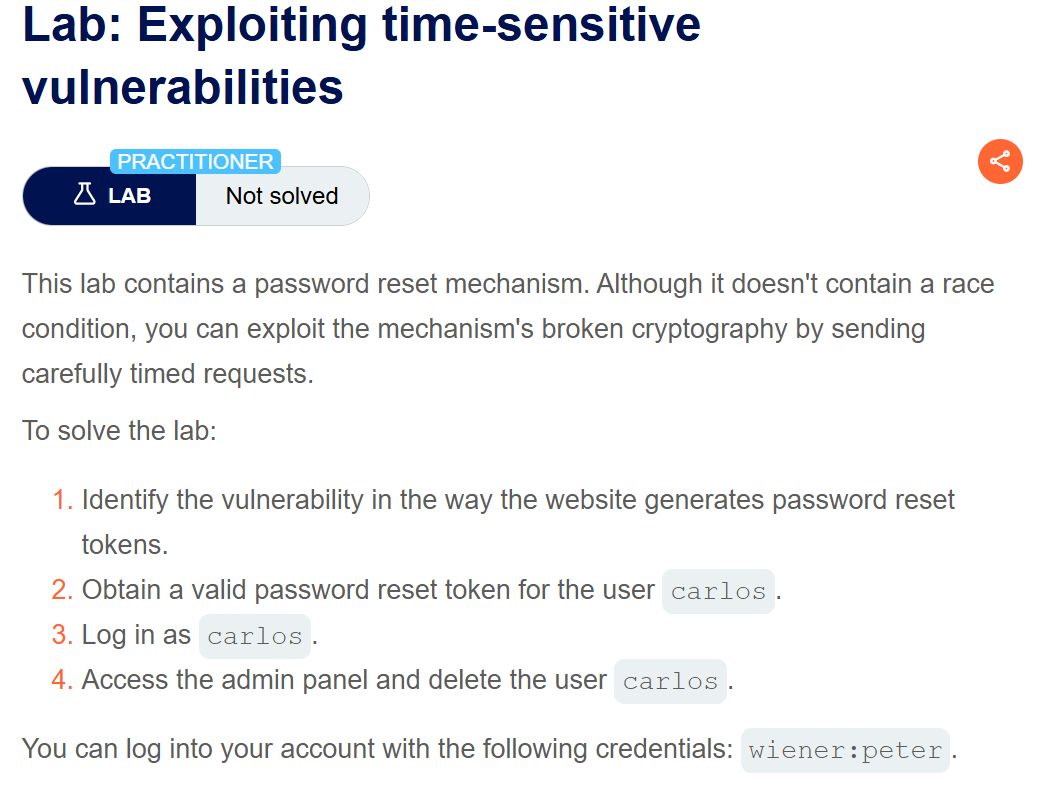 Lab: Exploiting time-sensitive
vulnerabilities
PRACTITIONER
LAB Not solved
This lab contains a password reset mechanism. Although it doesn't contain a race
condition, you can exploit the mechanism's broken cryptography by sending
carefully timed requests.
To solve the lab:
1. Identify the vulnerability in the way the website generates password reset
tokens.
2. Obtain a valid password reset token for the user carlos.
3. Log in as carlos.
4. Access the admin panel and delete the user carlos.
You can log into your account with the following credentials: wiener:peter.